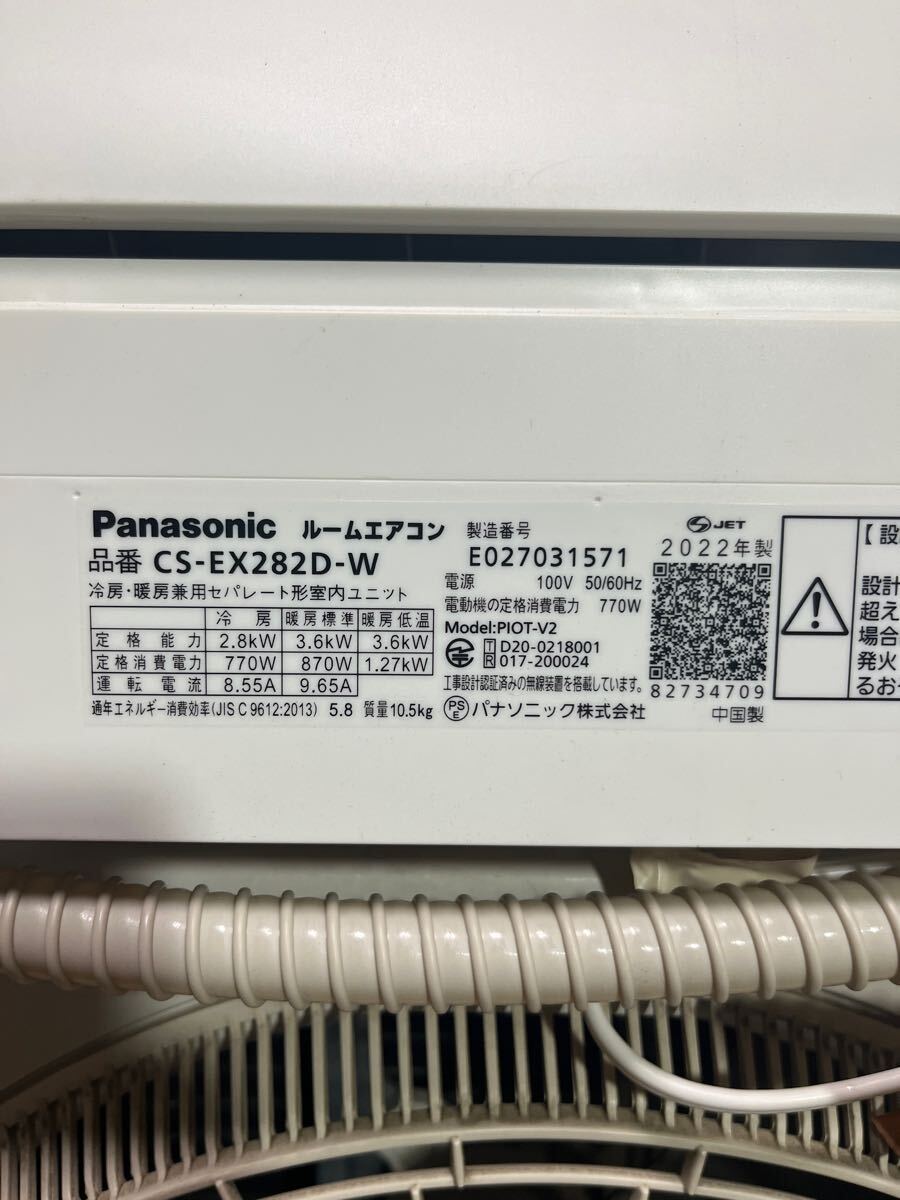 Panasonic ルームエアコン
品番 CS-EX282D-W
冷房・暖房兼用セパレート形室内ユニット
冷房 暖房標準 暖房低温
定格能力 2.8kW 3.6kW 3.6kW
定格消費電力 770W 870W 1.27kW
運転電流 8.55A 9.65A
通年エネルギー消費効率(JIS C 9612:2013) 5.8 質量10.5kg
製造番号
E027031571
電源 100V 50/60Hz
電動機の定格消費電力 770W
Model:PIOT-V2
T D20-0218001
R 017-200024
工事設計認証済みの無線装置を搭載しています。
PSE パナソニック株式会社
JET
2022年製
82734709
中国製
【設
設計
超え
場合
発火
るお